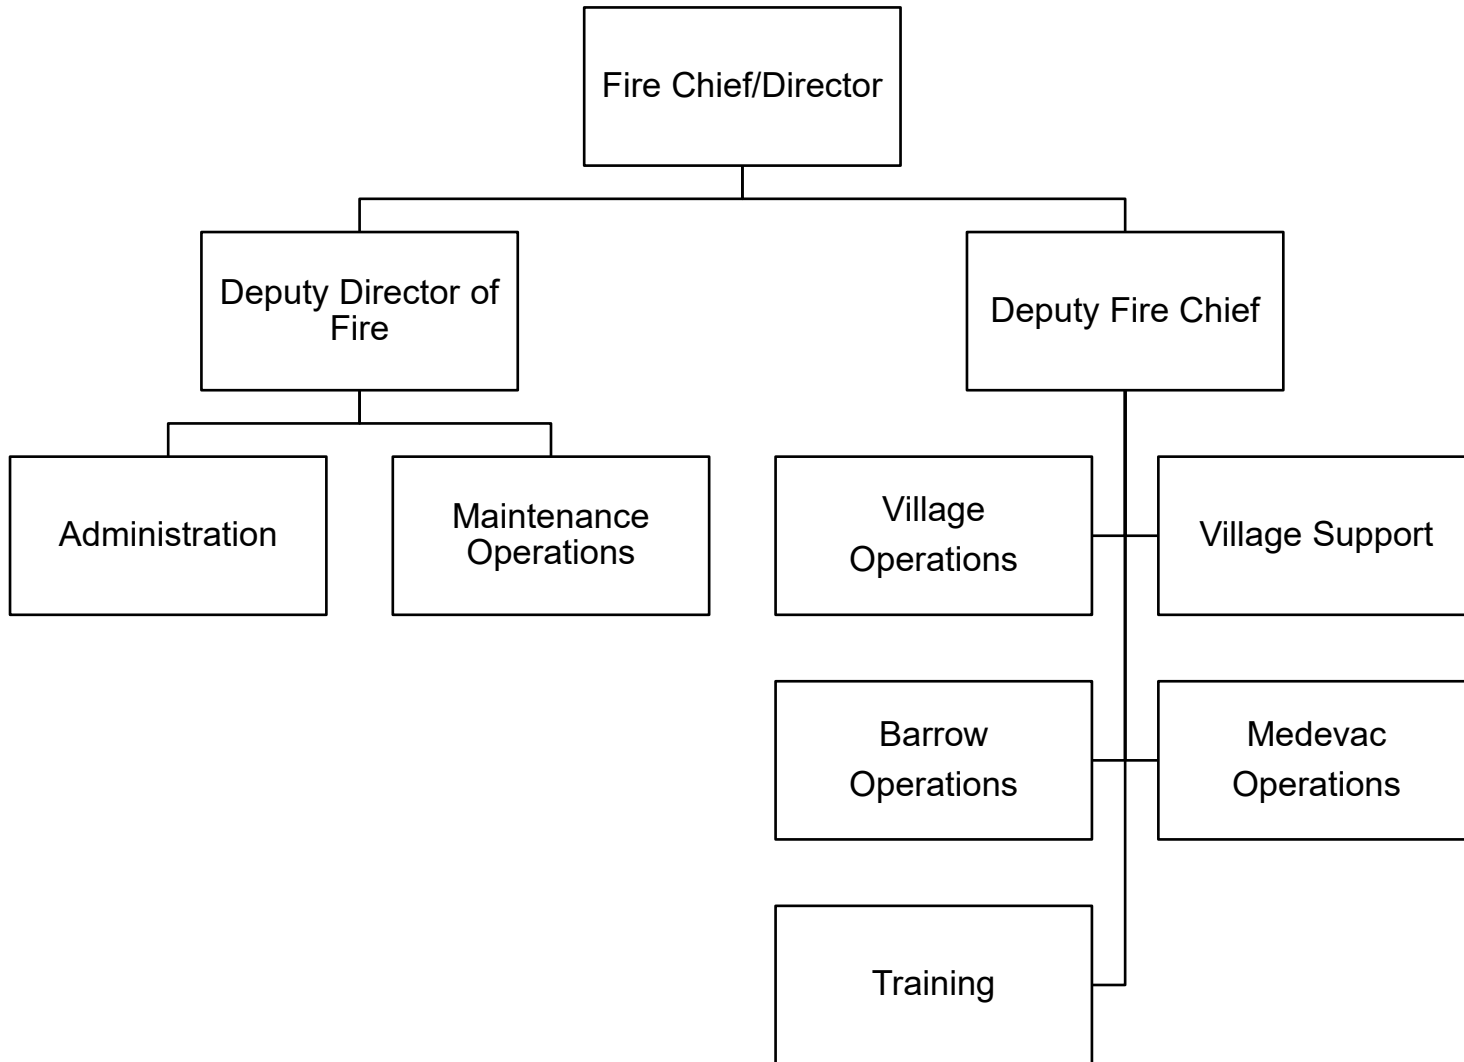 Fire Chief/Director
Deputy Director of
Fire
Deputy Fire Chief
Administration
Maintenance
Operations
Village
Operations
Village Support
Barrow
Operations
Medevac
Operations
Training